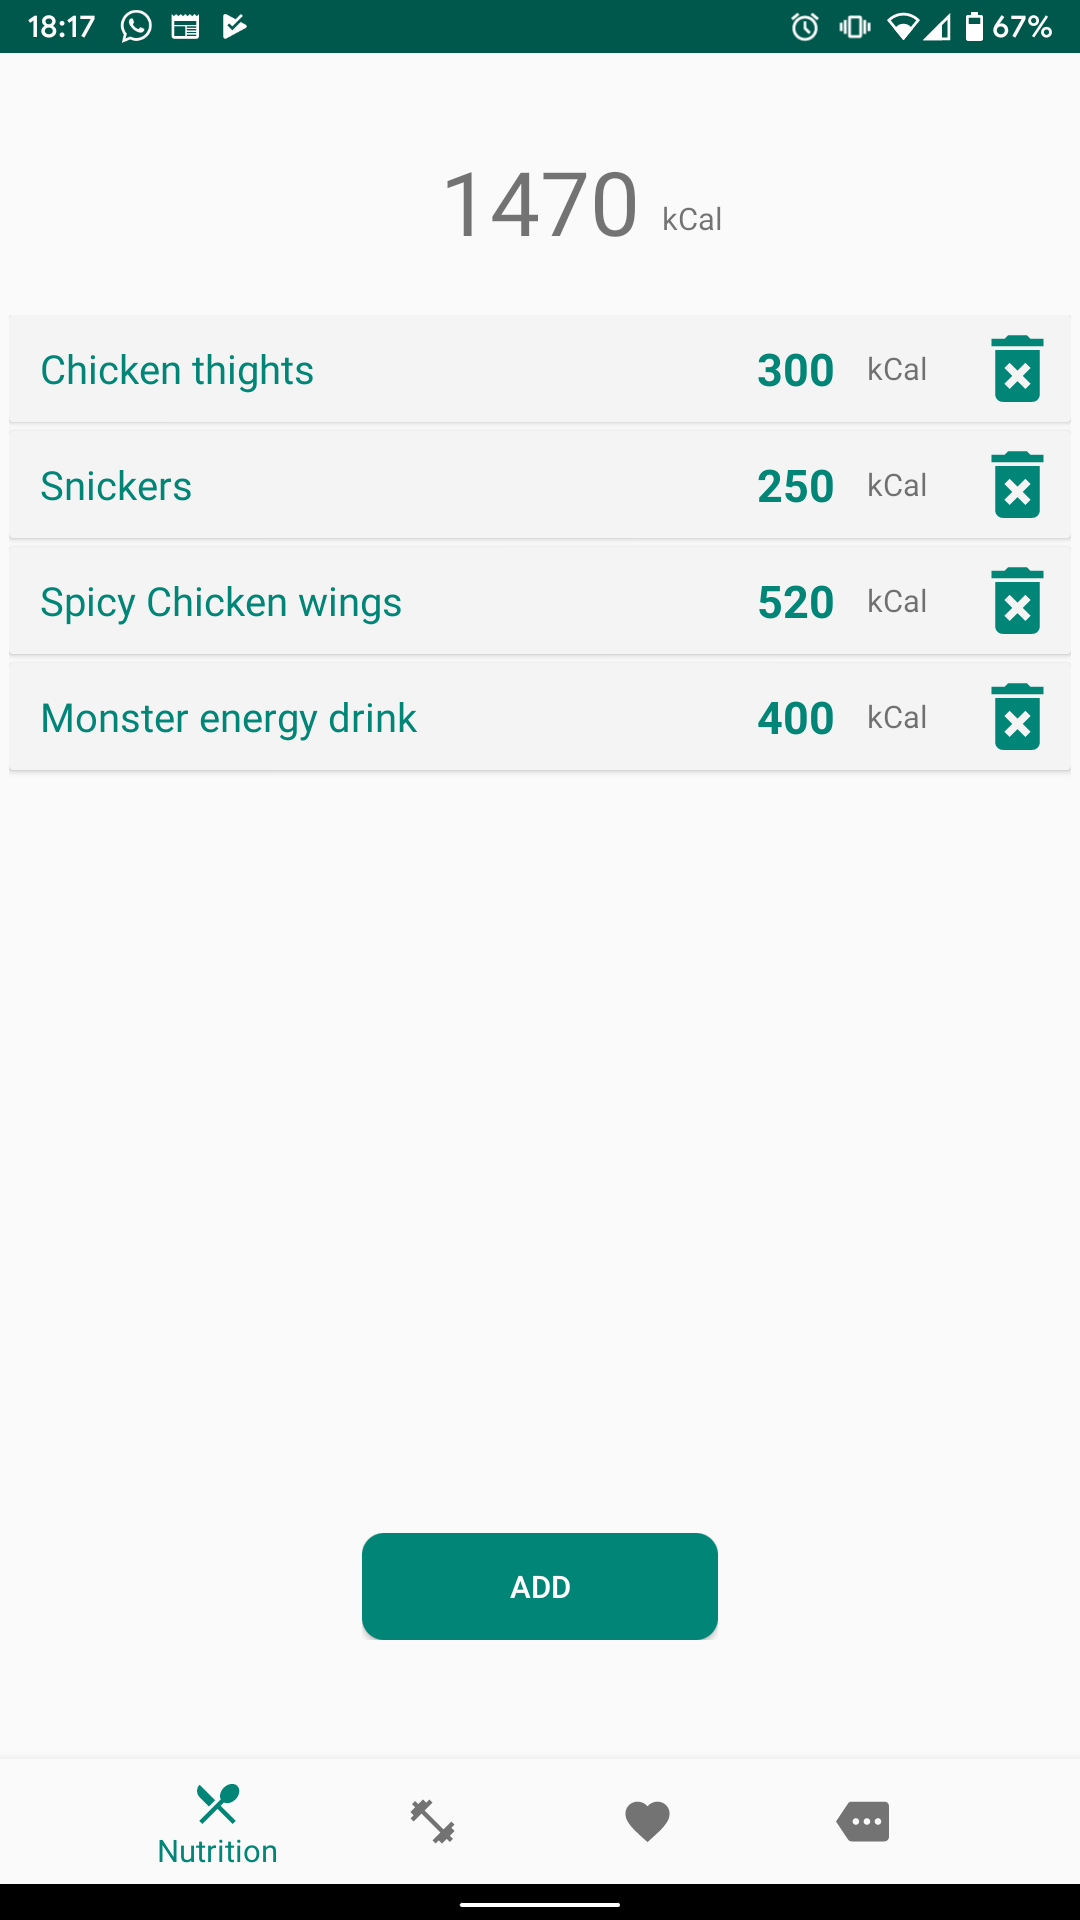 18:17 67%
1470 kCal
Chicken thights 300 kCal
Snickers 250 kCal
Spicy Chicken wings 520 kCal
Monster energy drink 400 kCal
ADD
Nutrition